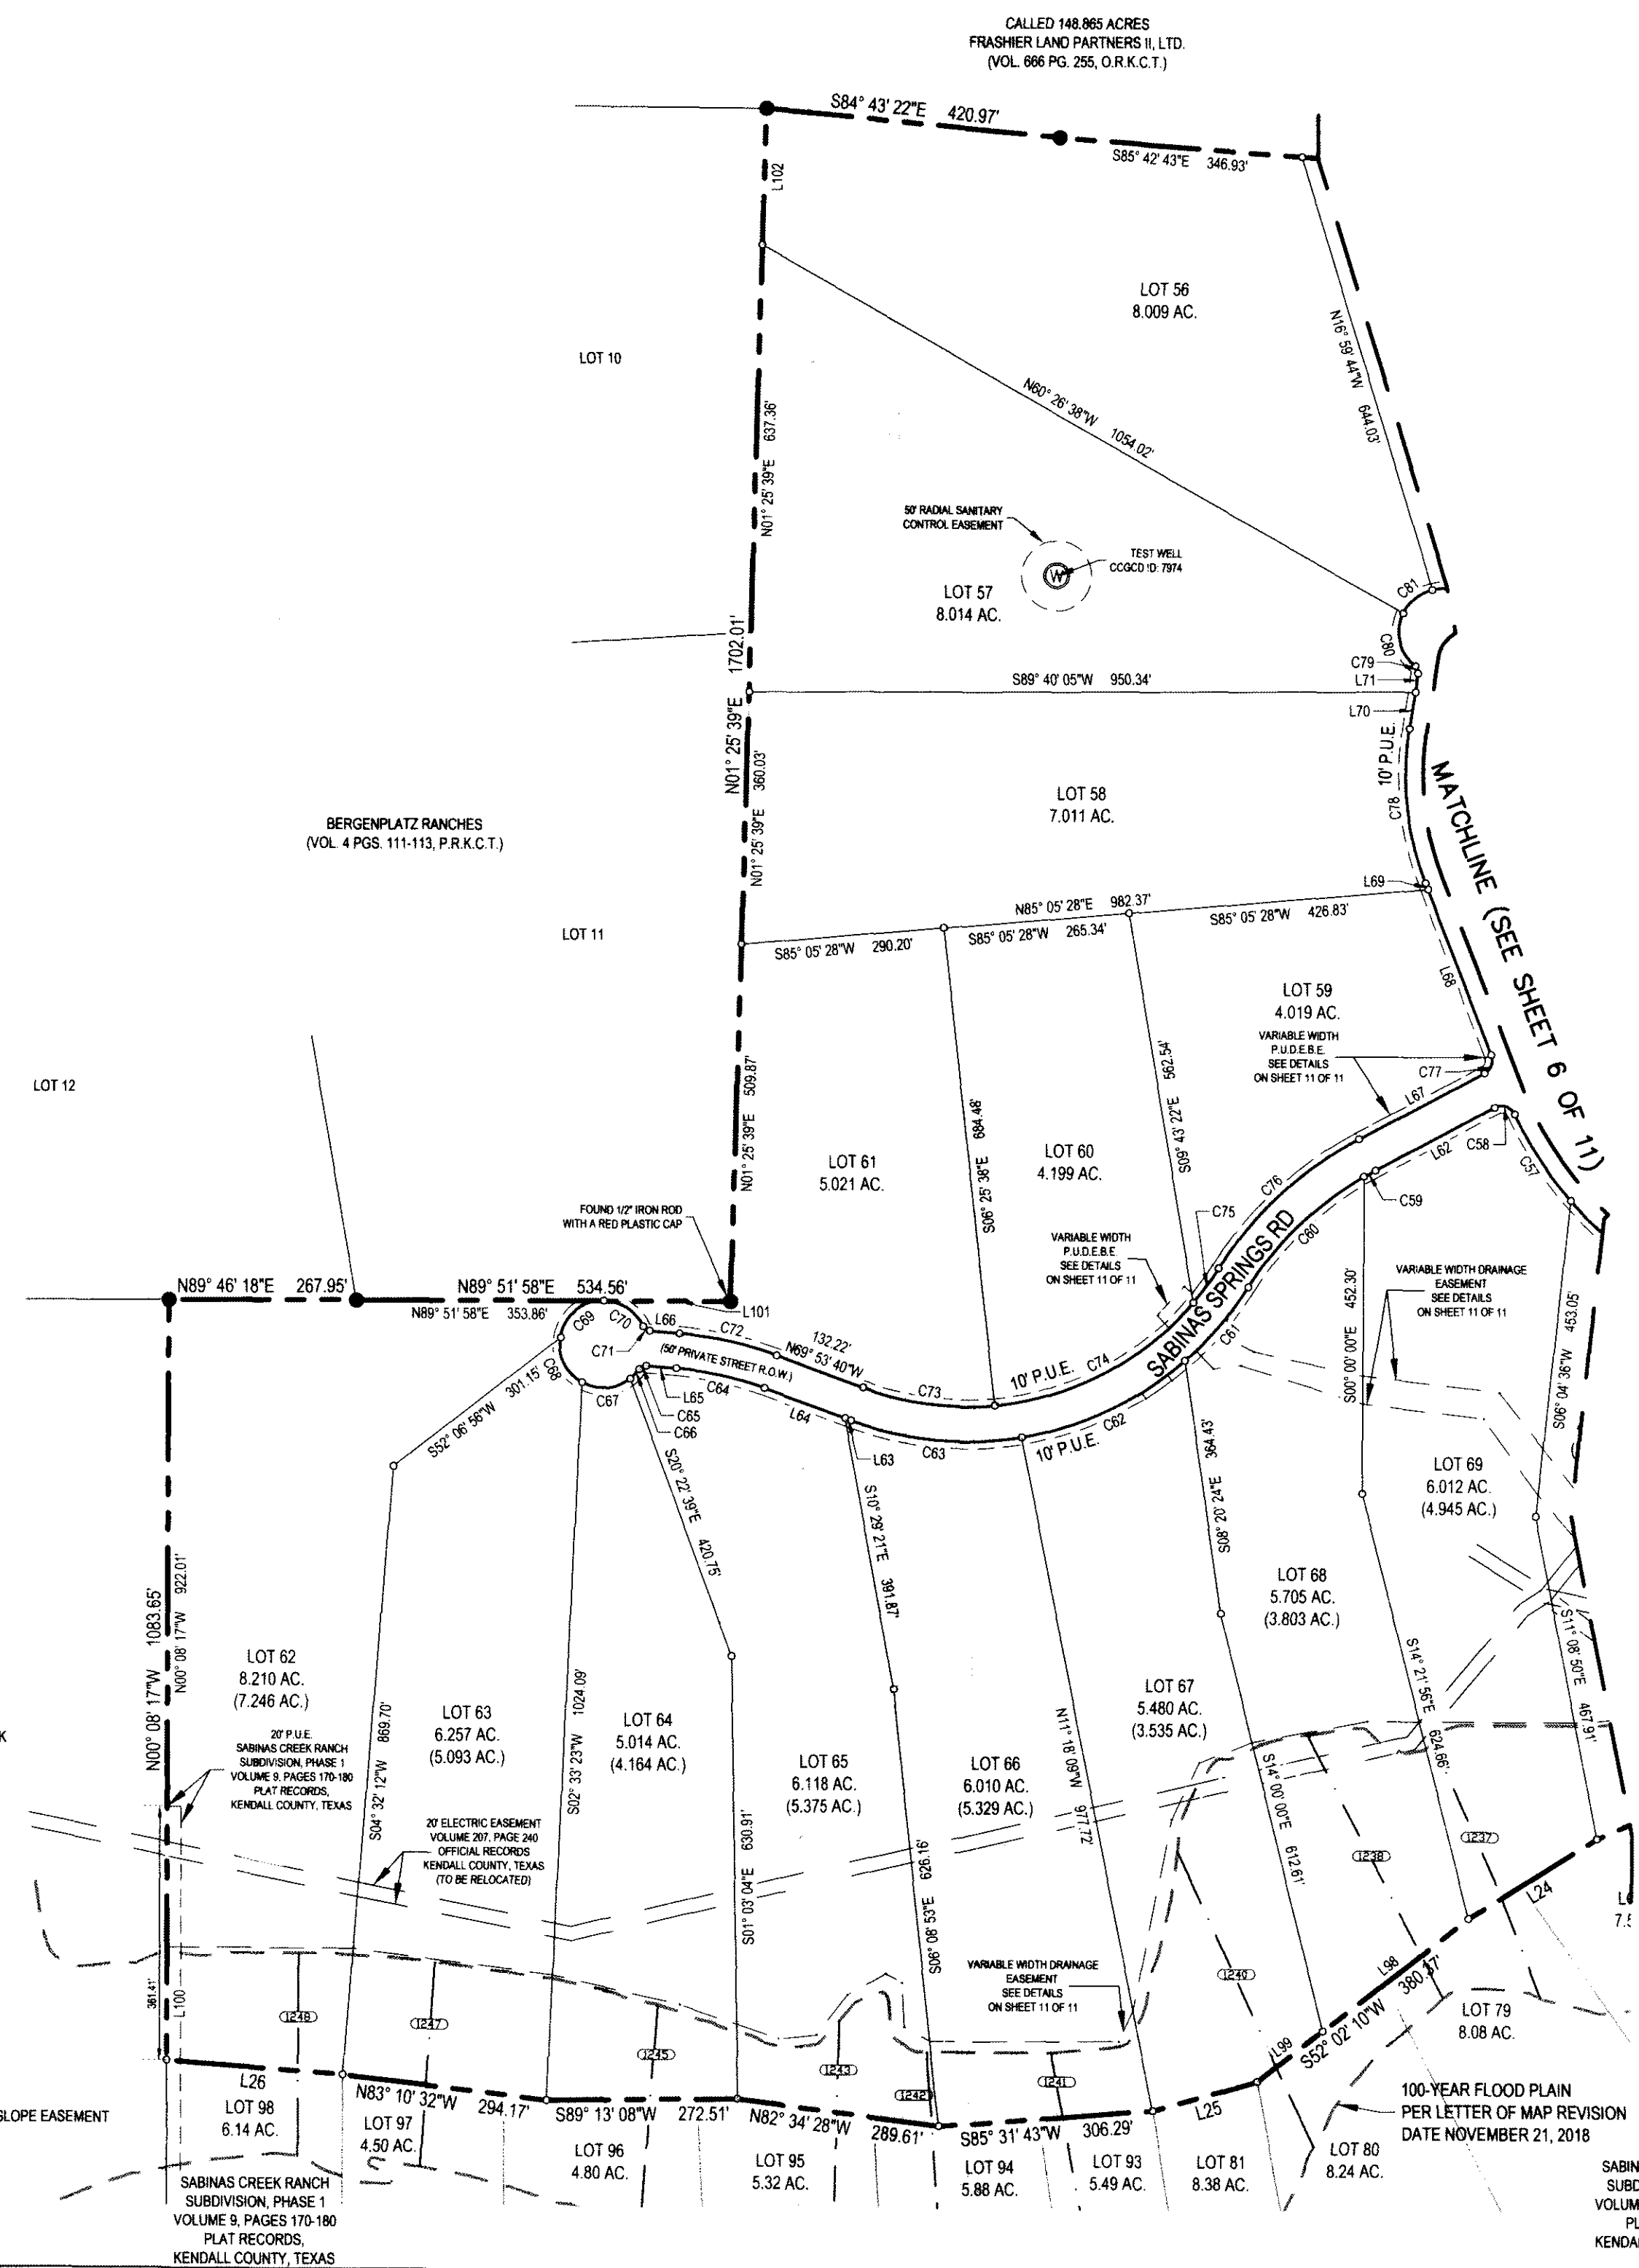 CALLED 148.865 ACRES
FRASHIER LAND PARTNERS II, LTD.
(VOL. 666 PG. 255, O.R.K.C.T.)
S84° 43' 22"E 420.97'
S85° 42' 43"E 346.93'
L102
LOT 56
8.009 AC.
N16° 59' 44"W 644.03'
LOT 10
N60° 26' 38"W 1054.02'
N01° 25' 39"E 637.36'
50' RADIAL SANITARY
CONTROL EASEMENT
TEST WELL
CCGCD ID: 7974
W
LOT 57
8.014 AC.
C81
C80
C79
L71
L70
N01° 25' 39"E 1702.01'
S89° 40' 05"W 950.34'
10' P.U.E.
C78
MATCHLINE (SEE SHEET 6 OF 11)
N01° 25' 39"E 360.03'
LOT 58
7.011 AC.
BERGENPLATZ RANCHES
(VOL. 4 PGS. 111-113, P.R.K.C.T.)
L69
N85° 05' 28"E 982.37'
S85° 05' 28"W 426.83'
S85° 05' 28"W 265.34'
S85° 05' 28"W 290.20'
LOT 11
L68
LOT 59
4.019 AC.
VARIABLE WIDTH
P.U.D.E.B.E.
SEE DETAILS
ON SHEET 11 OF 11
C77
L67
LOT 12
N01° 25' 39"E 509.87'
S06° 25' 38"E 684.48'
S09° 43' 22"E 562.54'
LOT 60
4.199 AC.
LOT 61
5.021 AC.
L62
C58
C57
C59
C76
C75
C60
FOUND 1/2" IRON ROD
WITH A RED PLASTIC CAP
VARIABLE WIDTH
P.U.D.E.B.E.
SEE DETAILS
ON SHEET 11 OF 11
SABINAS SPRINGS RD
VARIABLE WIDTH DRAINAGE
EASEMENT
SEE DETAILS
ON SHEET 11 OF 11
N89° 46' 18"E 267.95'
N89° 51' 58"E 534.56'
N89° 51' 58"E 353.86'
L101
C69
C70
L66
C72
C71
132.22'
N69° 53' 40"W
(50' PRIVATE STREET R.O.W.)
C68
C67
L65
C65
C66
C64
L64
C73
10' P.U.E.
C74
C61
C62
10' P.U.E.
C63
L63
S00° 00' 00"E 452.30'
S06° 04' 36"W 453.05'
S52° 06' 56"W 301.15'
S20° 22' 39"E 420.75'
S10° 29' 21"E 391.87'
S08° 20' 24"E 364.43'
LOT 69
6.012 AC.
(4.945 AC.)
LOT 68
5.705 AC.
(3.803 AC.)
N00° 08' 17"W 1083.65'
N00° 08' 17"W 922.01'
LOT 62
8.210 AC.
(7.246 AC.)
S14° 21' 56"E 624.66'
S11° 08' 50"E 467.91'
LOT 67
5.480 AC.
(3.535 AC.)
LOT 63
6.257 AC.
(5.093 AC.)
LOT 64
5.014 AC.
(4.164 AC.)
LOT 65
6.118 AC.
(5.375 AC.)
LOT 66
6.010 AC.
(5.329 AC.)
K
20' P.U.E.
SABINAS CREEK RANCH
SUBDIVISION, PHASE 1
VOLUME 9, PAGES 170-180
PLAT RECORDS,
KENDALL COUNTY, TEXAS
S04° 32' 12"W 869.70'
S02° 33' 23"W 1024.09'
S01° 03' 04"E 630.91'
S06° 08' 53"E 626.16'
N11° 18' 09"W 977.72'
S14° 00' 00"E 612.61'
20' ELECTRIC EASEMENT
VOLUME 207, PAGE 240
OFFICIAL RECORDS
KENDALL COUNTY, TEXAS
(TO BE RELOCATED)
1237
1238
L24
7.5
361.41'
L100
VARIABLE WIDTH DRAINAGE
EASEMENT
SEE DETAILS
ON SHEET 11 OF 11
1240
L98
380.37'
S52° 02' 10"W
L99
LOT 79
8.08 AC.
1248
1247
1245
1243
1242
1241
L26
N83° 10' 32"W 294.17'
S89° 13' 08"W 272.51'
N82° 34' 28"W 289.61'
S85° 31' 43"W 306.29'
L25
100-YEAR FLOOD PLAIN
PER LETTER OF MAP REVISION
DATE NOVEMBER 21, 2018
SLOPE EASEMENT
LOT 98
6.14 AC.
LOT 97
4.50 AC.
LOT 96
4.80 AC.
LOT 95
5.32 AC.
LOT 94
5.88 AC.
LOT 93
5.49 AC.
LOT 81
8.38 AC.
LOT 80
8.24 AC.
SABINAS CREEK RANCH
SUBDIVISION, PHASE 1
VOLUME 9, PAGES 170-180
PLAT RECORDS,
KENDALL COUNTY, TEXAS
SABIN
SUBD
VOLUM
PL
KENDA